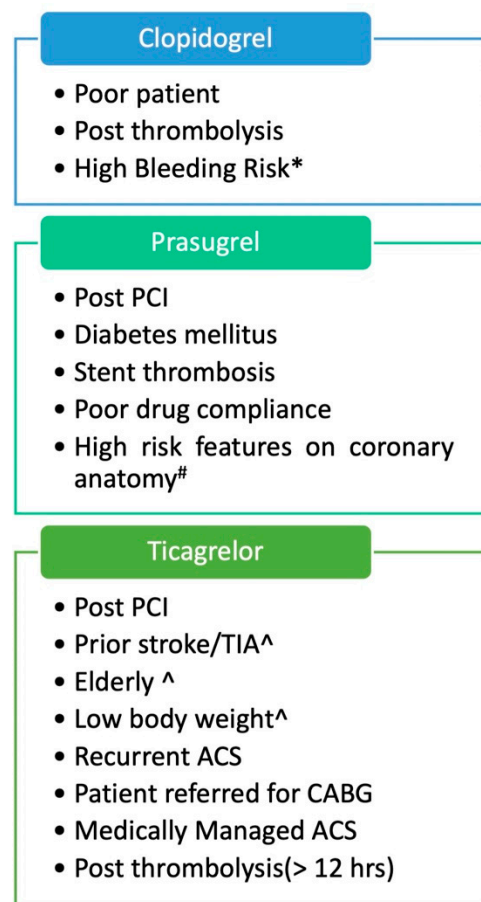 Clopidogrel
• Poor patient
• Post thrombolysis
• High Bleeding Risk*
Prasugrel
• Post PCI
• Diabetes mellitus
• Stent thrombosis
• Poor drug compliance
• High risk features on coronary
anatomy#
Ticagrelor
• Post PCI
• Prior stroke/TIA^
• Elderly ^
• Low body weight^
• Recurrent ACS
• Patient referred for CABG
• Medically Managed ACS
• Post thrombolysis(> 12 hrs)